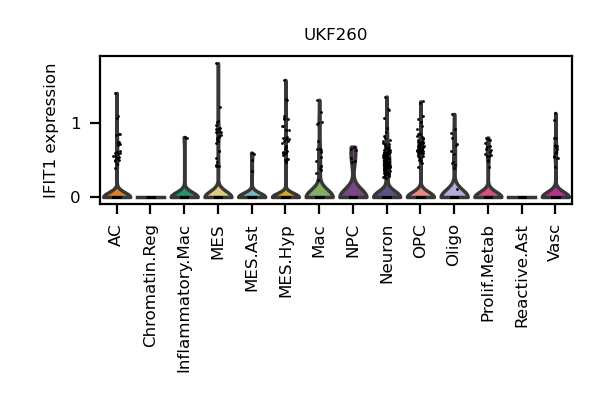 UKF260
IFIT1 expression
1
0
AC
Chromatin.Reg
Inflammatory.Mac
MES
MES.Ast
MES.Hyp
Mac
NPC
Neuron
OPC
Oligo
Prolif.Metab
Reactive.Ast
Vasc